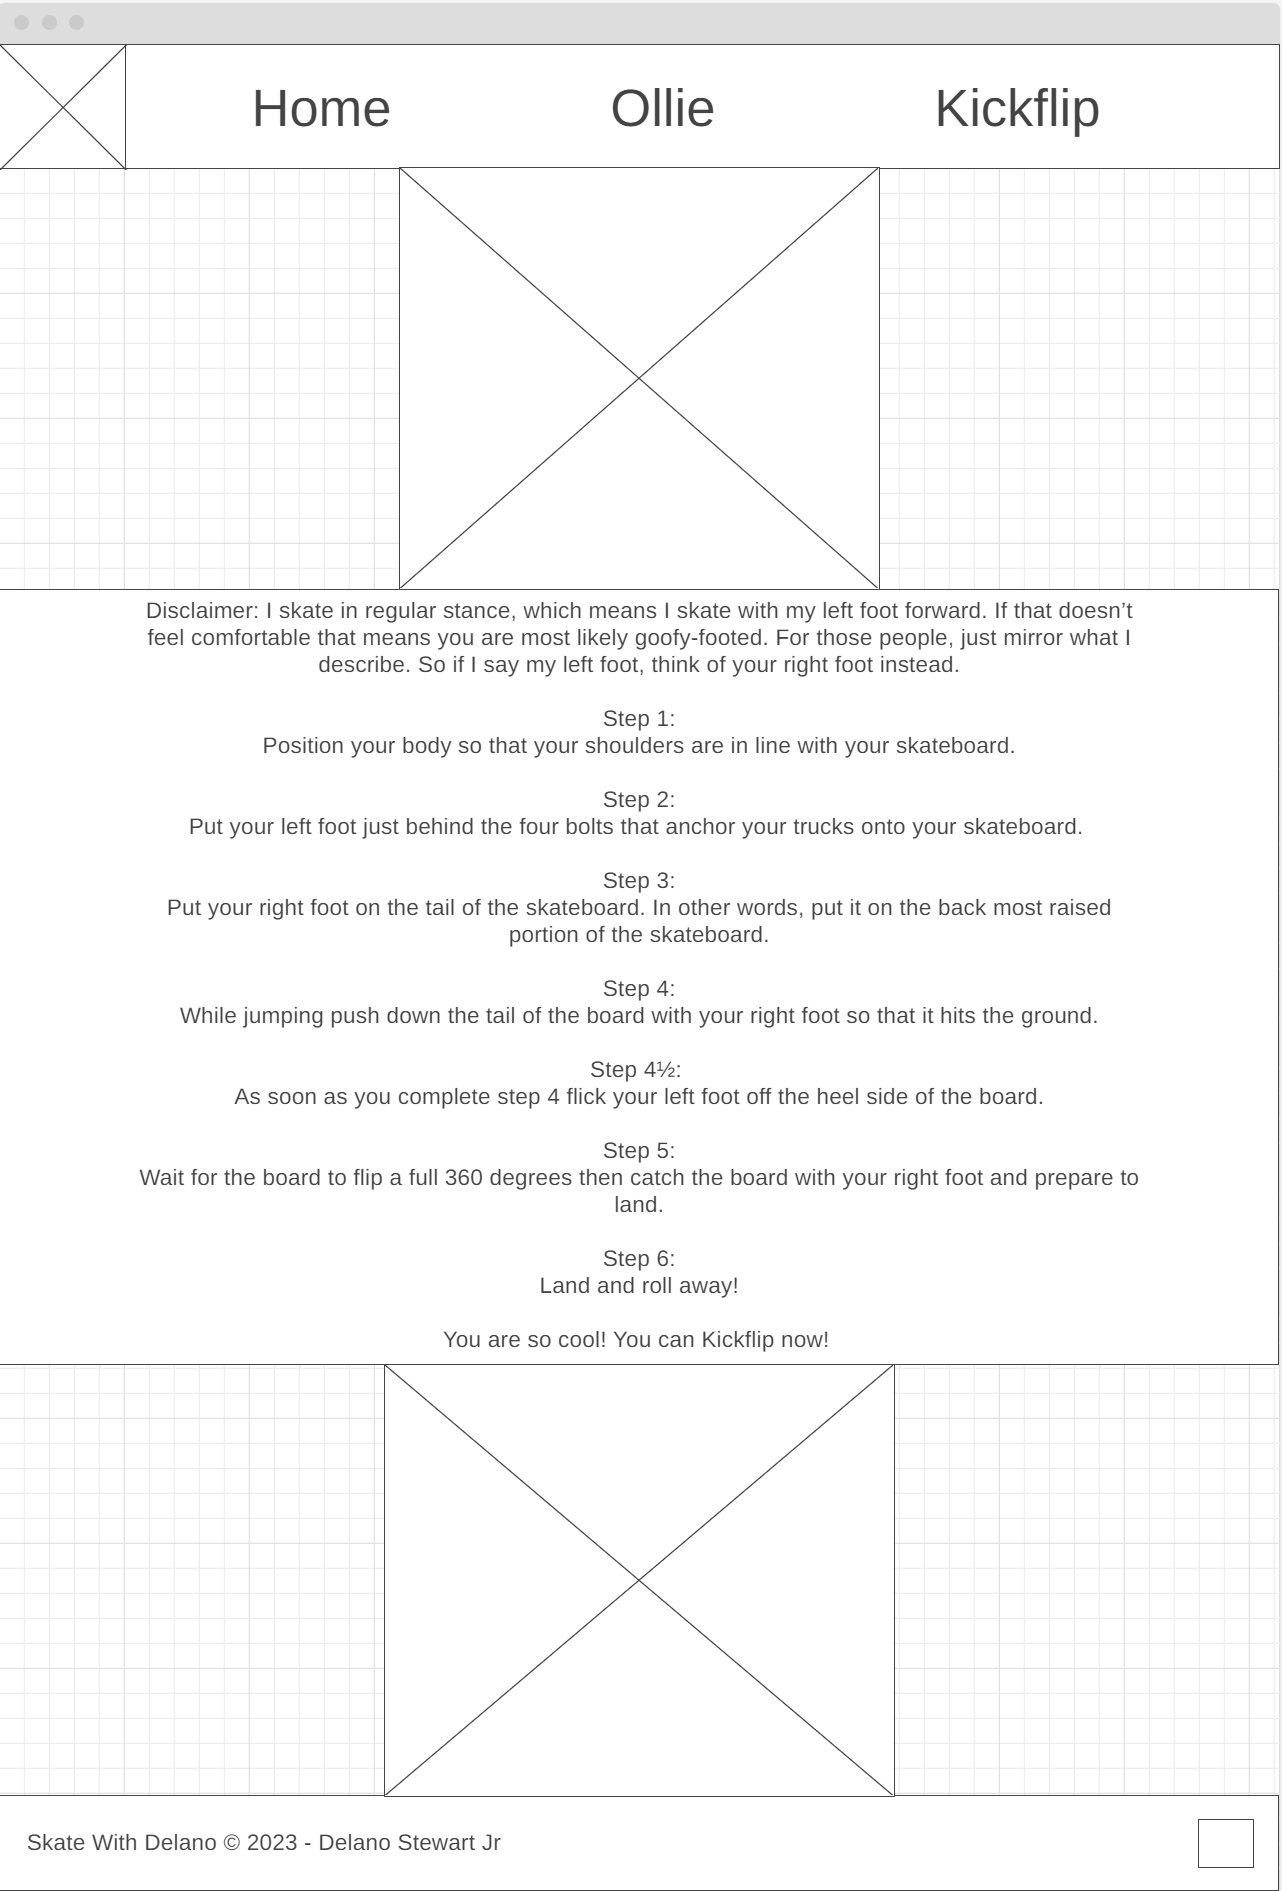 Home Ollie Kickflip
Disclaimer: I skate in regular stance, which means I skate with my left foot forward. If that doesn’t
feel comfortable that means you are most likely goofy-footed. For those people, just mirror what I
describe. So if I say my left foot, think of your right foot instead.
Step 1:
Position your body so that your shoulders are in line with your skateboard.
Step 2:
Put your left foot just behind the four bolts that anchor your trucks onto your skateboard.
Step 3:
Put your right foot on the tail of the skateboard. In other words, put it on the back most raised
portion of the skateboard.
Step 4:
While jumping push down the tail of the board with your right foot so that it hits the ground.
Step 4½:
As soon as you complete step 4 flick your left foot off the heel side of the board.
Step 5:
Wait for the board to flip a full 360 degrees then catch the board with your right foot and prepare to
land.
Step 6:
Land and roll away!
You are so cool! You can Kickflip now!
Skate With Delano © 2023 - Delano Stewart Jr